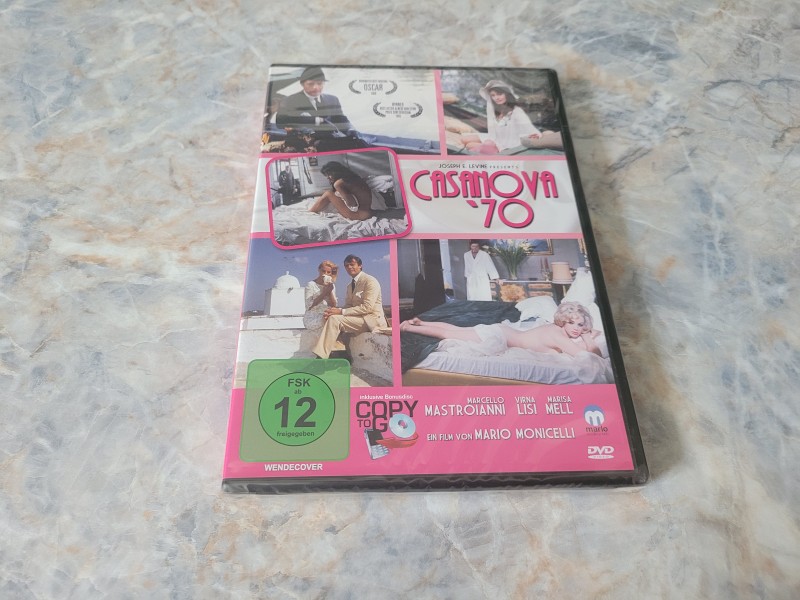 OSCAR
JOSEPH E. LEVINE PRESENTS
CASANOVA
'70
FSK
ab
12
freigegeben
WENDECOVER
inklusive Bonusdisc
COPY
TO
GO
MARCELLO MASTROIANNI
VIRNA LISI
MARISA MELL
EIN FILM VON MARIO MONICELLI
m
mario
DVD